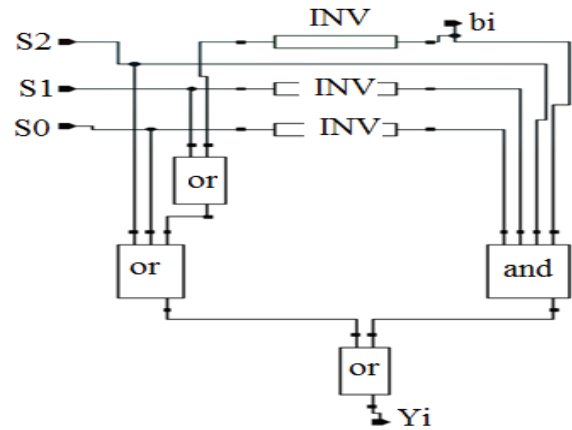 INV
bi
S2
S1
INV
S0
INV
or
or
and
or
Yi